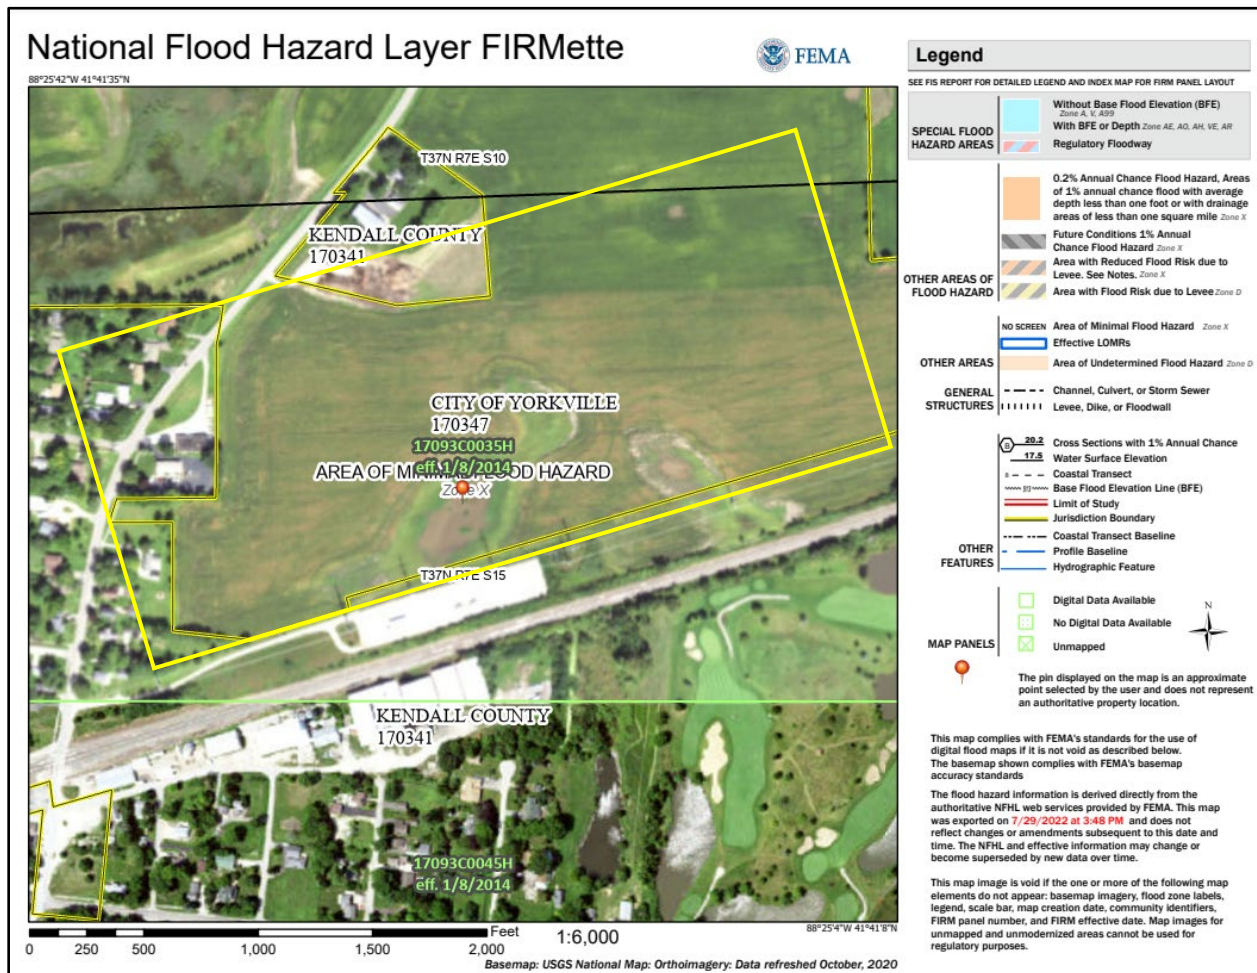 National Flood Hazard Layer FIRMette
FEMA
88°25'42"W 41°41'35"N
T37N R7E S10
KENDALL COUNTY
170341
CITY OF YORKVILLE
170347
17093C0035H
eff. 1/8/2014
AREA OF MINIMAL FLOOD HAZARD
Zone X
T37N R7E S15
KENDALL COUNTY
170341
17093C0045H
eff. 1/8/2014
Feet
0 250 500 1,000 1,500 2,000
1:6,000
88°25'4"W 41°41'8"N
Basemap: USGS National Map: Orthoimagery: Data refreshed October, 2020
Legend
SEE FIS REPORT FOR DETAILED LEGEND AND INDEX MAP FOR FIRM PANEL LAYOUT
SPECIAL FLOOD
HAZARD AREAS
Without Base Flood Elevation (BFE)
Zone A, V, A99
With BFE or Depth Zone AE, AO, AH, VE, AR
Regulatory Floodway
OTHER AREAS OF
FLOOD HAZARD
0.2% Annual Chance Flood Hazard, Areas
of 1% annual chance flood with average
depth less than one foot or with drainage
areas of less than one square mile Zone X
Future Conditions 1% Annual
Chance Flood Hazard Zone X
Area with Reduced Flood Risk due to
Levee. See Notes. Zone X
Area with Flood Risk due to Levee Zone D
OTHER AREAS
NO SCREEN Area of Minimal Flood Hazard Zone X
Effective LOMRs
Area of Undetermined Flood Hazard Zone D
GENERAL
STRUCTURES
Channel, Culvert, or Storm Sewer
Levee, Dike, or Floodwall
OTHER
FEATURES
B 20.2 Cross Sections with 1% Annual Chance
17.5 Water Surface Elevation
8 Coastal Transect
513 Base Flood Elevation Line (BFE)
Limit of Study
Jurisdiction Boundary
Coastal Transect Baseline
Profile Baseline
Hydrographic Feature
MAP PANELS
Digital Data Available
No Digital Data Available
Unmapped
N
The pin displayed on the map is an approximate
point selected by the user and does not represent
an authoritative property location.
This map complies with FEMA's standards for the use of
digital flood maps if it is not void as described below.
The basemap shown complies with FEMA's basemap
accuracy standards
The flood hazard information is derived directly from the
authoritative NFHL web services provided by FEMA. This map
was exported on 7/29/2022 at 3:48 PM and does not
reflect changes or amendments subsequent to this date and
time. The NFHL and effective information may change or
become superseded by new data over time.
This map image is void if the one or more of the following map
elements do not appear: basemap imagery, flood zone labels,
legend, scale bar, map creation date, community identifiers,
FIRM panel number, and FIRM effective date. Map images for
unmapped and unmodernized areas cannot be used for
regulatory purposes.